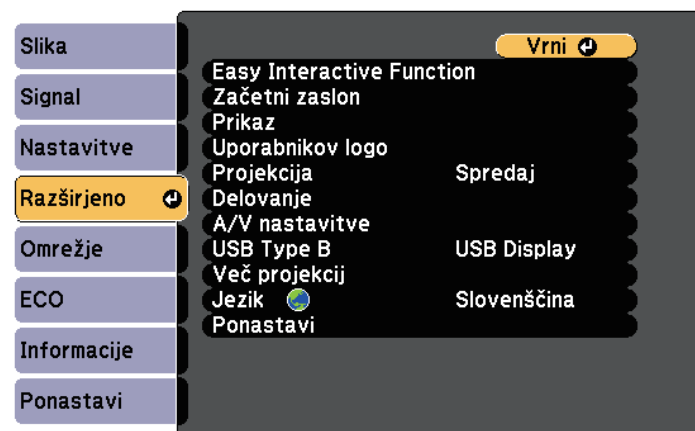 Slika
Signal
Nastavitve
Razširjeno
Omrežje
ECO
Informacije
Ponastavi
Vrni
Easy Interactive Function
Začetni zaslon
Prikaz
Uporabnikov logo
Projekcija Spredaj
Delovanje
A/V nastavitve
USB Type B USB Display
Več projekcij
Jezik Slovenščina
Ponastavi